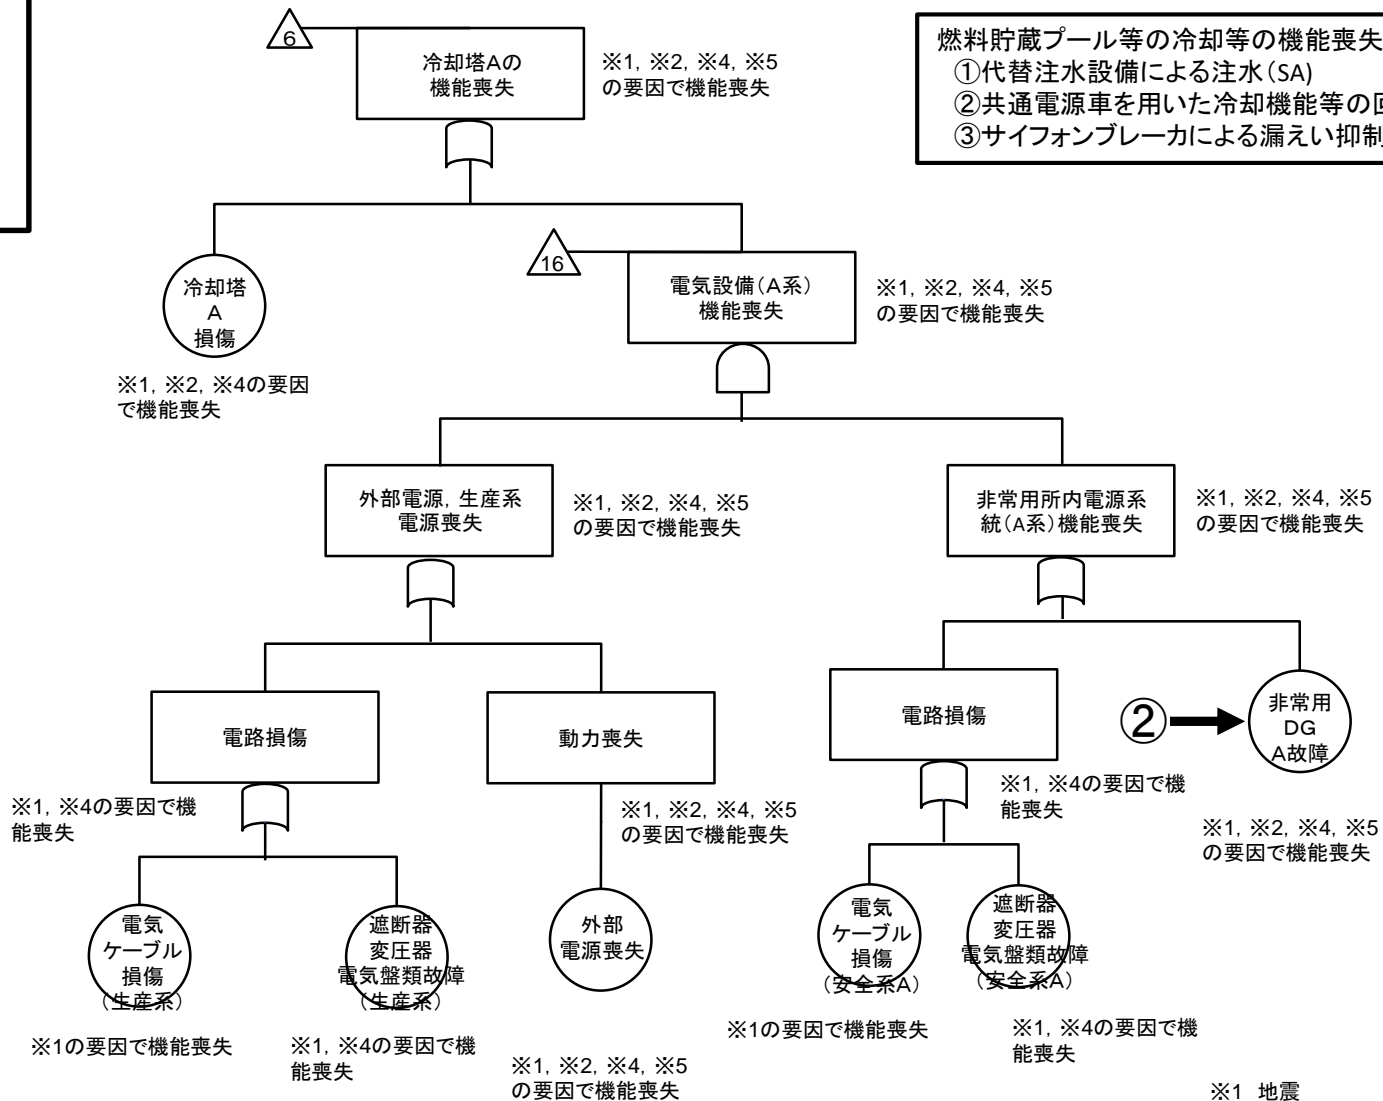 6
冷却塔Aの
機能喪失
※1, ※2, ※4, ※5
の要因で機能喪失
燃料貯蔵プール等の冷却等の機能喪失
①代替注水設備による注水(SA)
②共通電源車を用いた冷却機能等の
③サイフォンブレーカによる漏えい抑制
冷却塔
A
損傷
※1, ※2, ※4の要因
で機能喪失
16
電気設備(A系)
機能喪失
※1, ※2, ※4, ※5
の要因で機能喪失
外部電源, 生産系
電源喪失
※1, ※2, ※4, ※5
の要因で機能喪失
非常用所内電源系
統(A系)機能喪失
※1, ※2, ※4, ※5
の要因で機能喪失
電路損傷
※1, ※4の要因で機
能喪失
動力喪失
※1, ※2, ※4, ※5
の要因で機能喪失
電路損傷
※1, ※4の要因で機
能喪失
②
非常用
DG
A故障
※1, ※2, ※4, ※5
の要因で機能喪失
電気
ケーブル
損傷
(生産系)
※1の要因で機能喪失
遮断器
変圧器
電気盤類故障
(生産系)
※1, ※4の要因で機
能喪失
外部
電源喪失
※1, ※2, ※4, ※5
の要因で機能喪失
電気
ケーブル
損傷
(安全系A)
※1の要因で機能喪失
遮断器
変圧器
電気盤類故障
(安全系A)
※1, ※4の要因で機
能喪失
※1 地震